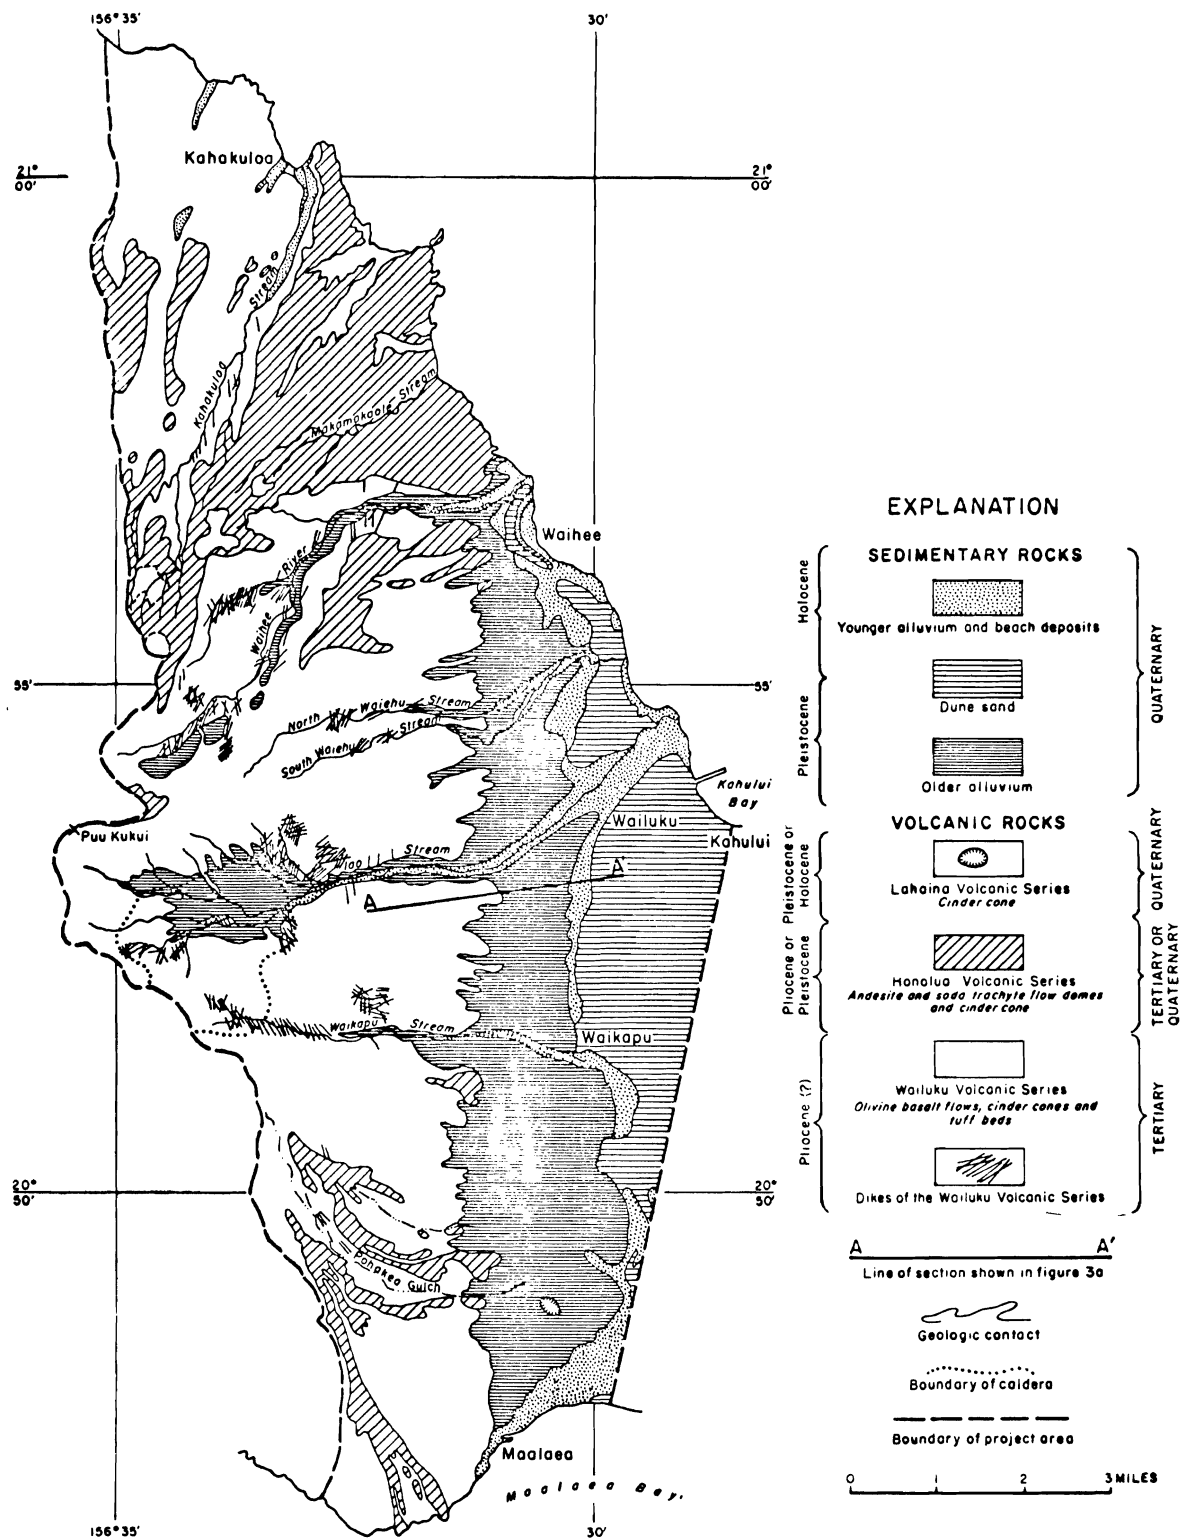 156° 35'
30'
Kahakuloa
21° 00'
21° 00'
Kahakuloa Stream
Makamakaole Stream
Waihee
Waihee River
55'
55'
North Waiehu Stream
South Waiehu Stream
Kahului Bay
Puu Kukui
Wailuku
Kahului
Iao Stream
A
A'
Waikapu Stream
Waikapu
20° 50'
20° 50'
Pohakea Gulch
Maalaea
Maalaea Bay.
156° 35'
30'
EXPLANATION
SEDIMENTARY ROCKS
Holocene
Younger alluvium and beach deposits
Dune sand
Pleistocene
Older alluvium
QUATERNARY
VOLCANIC ROCKS
Pleistocene or Holocene
Lahaina Volcanic Series
Cinder cone
QUATERNARY
Pliocene or Pleistocene
Honolua Volcanic Series
Andesite and soda trachyte flow domes
and cinder cone
TERTIARY OR QUATERNARY
Pliocene (?)
Wailuku Volcanic Series
Olivine basalt flows, cinder cones and
tuff beds
Dikes of the Wailuku Volcanic Series
TERTIARY
A A'
Line of section shown in figure 3a
Geologic contact
Boundary of caldera
Boundary of project area
0 1 2 3 MILES